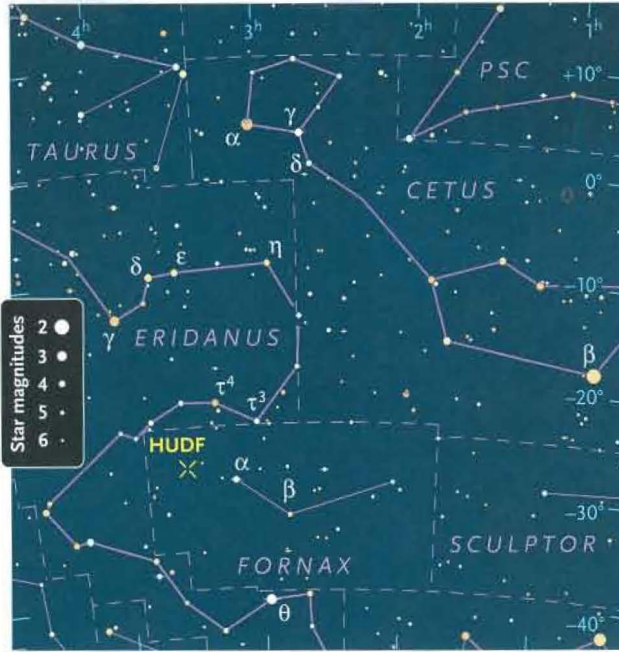 4ʰ 3ʰ 2ʰ 1ʰ
PSC
+10°
α
γ
TAURUS
δ
CETUS
0°
η
δ ε
-10°
γ
ERIDANUS
β
Star magnitudes
2
3
4
5
6
τ⁴
τ³
-20°
HUDF
α
β
-30°
SCULPTOR
FORNAX
θ
-40°